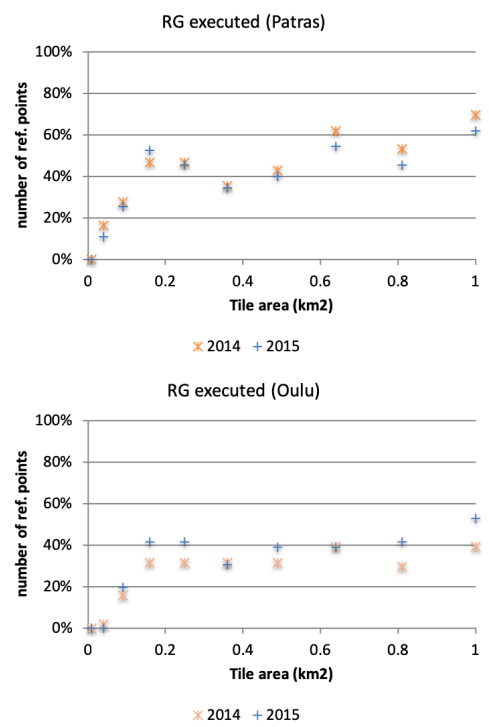 RG executed (Patras)
100%
80%
60%
40%
20%
0%
number of ref. points
0 0.2 0.4 0.6 0.8 1
Tile area (km2)
2014 2015
RG executed (Oulu)
100%
80%
60%
40%
20%
0%
number of ref. points
0 0.2 0.4 0.6 0.8 1
Tile area (km2)
2014 2015